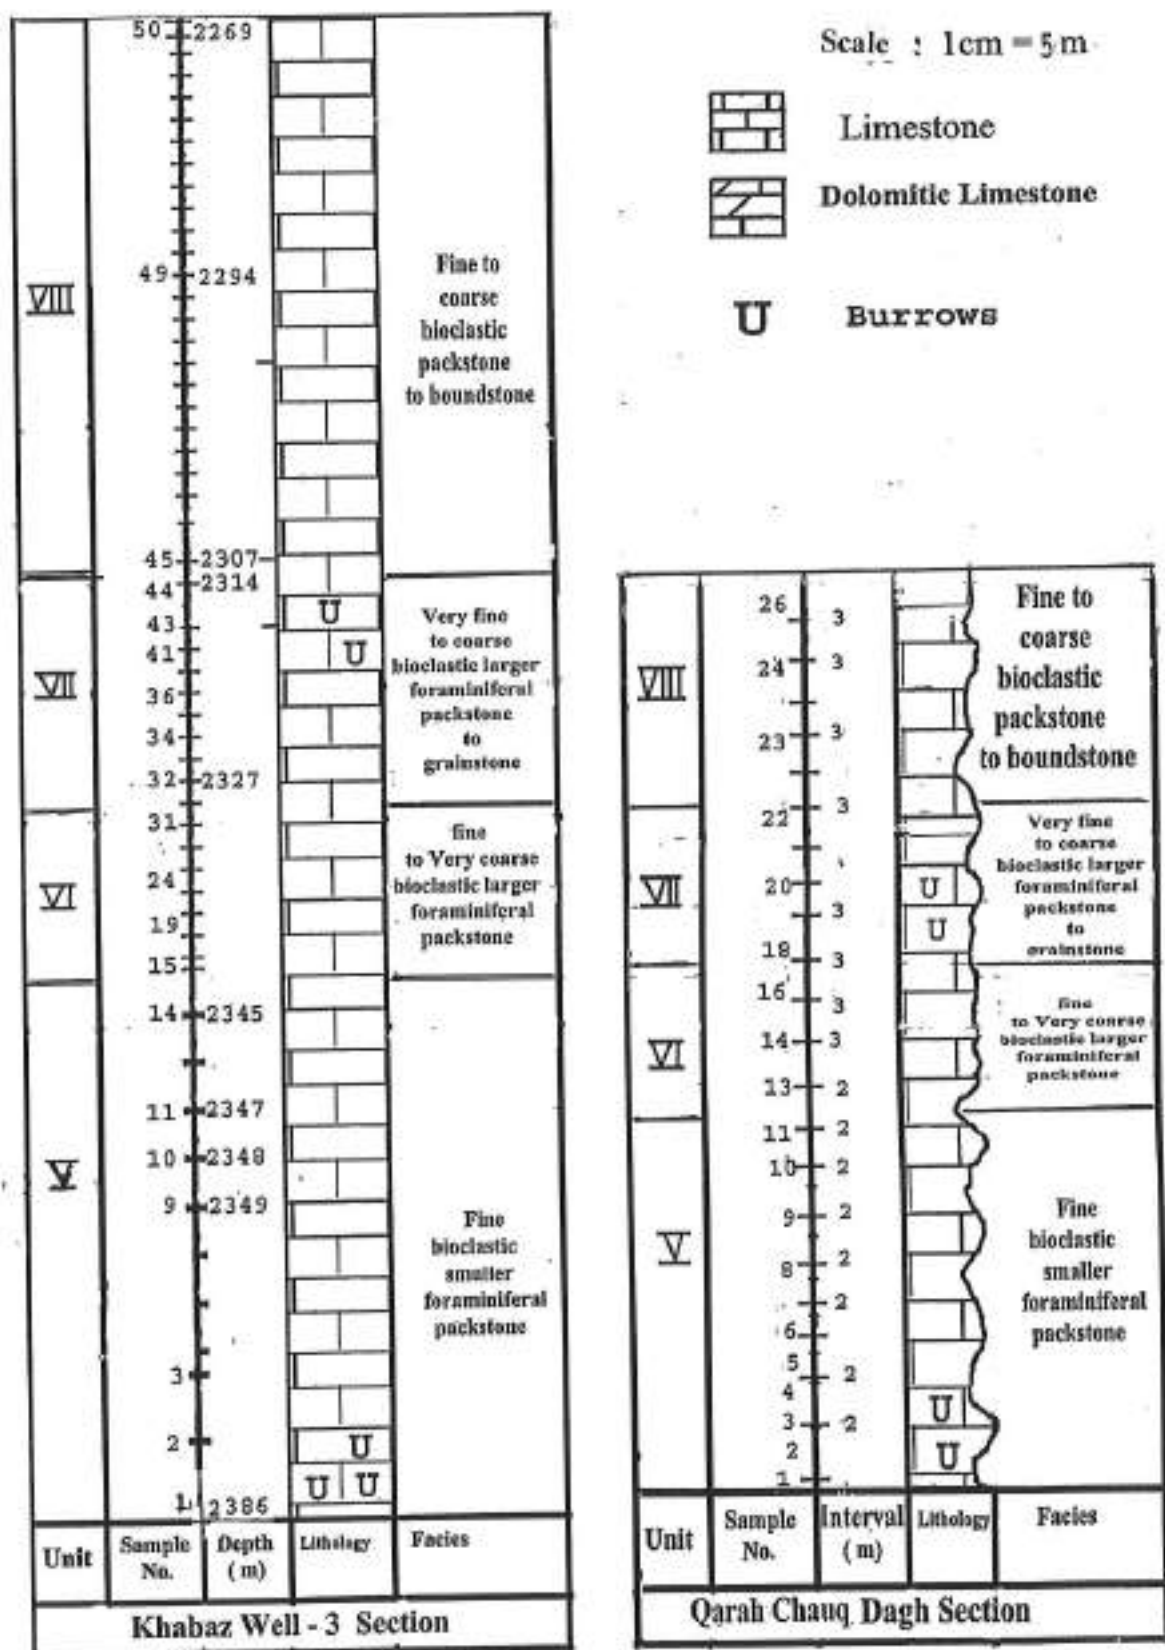 Scale : 1cm = 5m
Limestone
Dolomitic Limestone
U Burrows
50 2269
49 2294
VIII
Fine to
coarse
bioclastic
packstone
to boundstone
45 2307
44 2314
43
41
36
34
32 2327
VII
U
U
Very fine
to coarse
bioclastic larger
foraminiferal
packstone
to
grainstone
31
24
19
15
VI
fine
to Very coarse
bioclastic larger
foraminiferal
packstone
14 2345
11 2347
10 2348
9 2349
3
2
1 2386
V
U
U U
Fine
bioclastic
smaller
foraminiferal
packstone
Unit
Sample
No.
Depth
(m)
Lithology
Facies
Khabaz Well - 3 Section
26 3
24 3
23 3
22 3
VIII
Fine to
coarse
bioclastic
packstone
to boundstone
20
3
18 3
VII
U
U
Very fine
to coarse
bioclastic larger
foraminiferal
packstone
to
grainstone
16 3
14 3
13 2
VI
fine
to Very coarse
bioclastic larger
foraminiferal
packstone
11 2
10 2
9 2
8 2
2
6
5 2
4
3 2
2
1
V
U
U
Fine
bioclastic
smaller
foraminiferal
packstone
Unit
Sample
No.
Interval
(m)
Lithology
Facies
Qarah Chauq Dagh Section